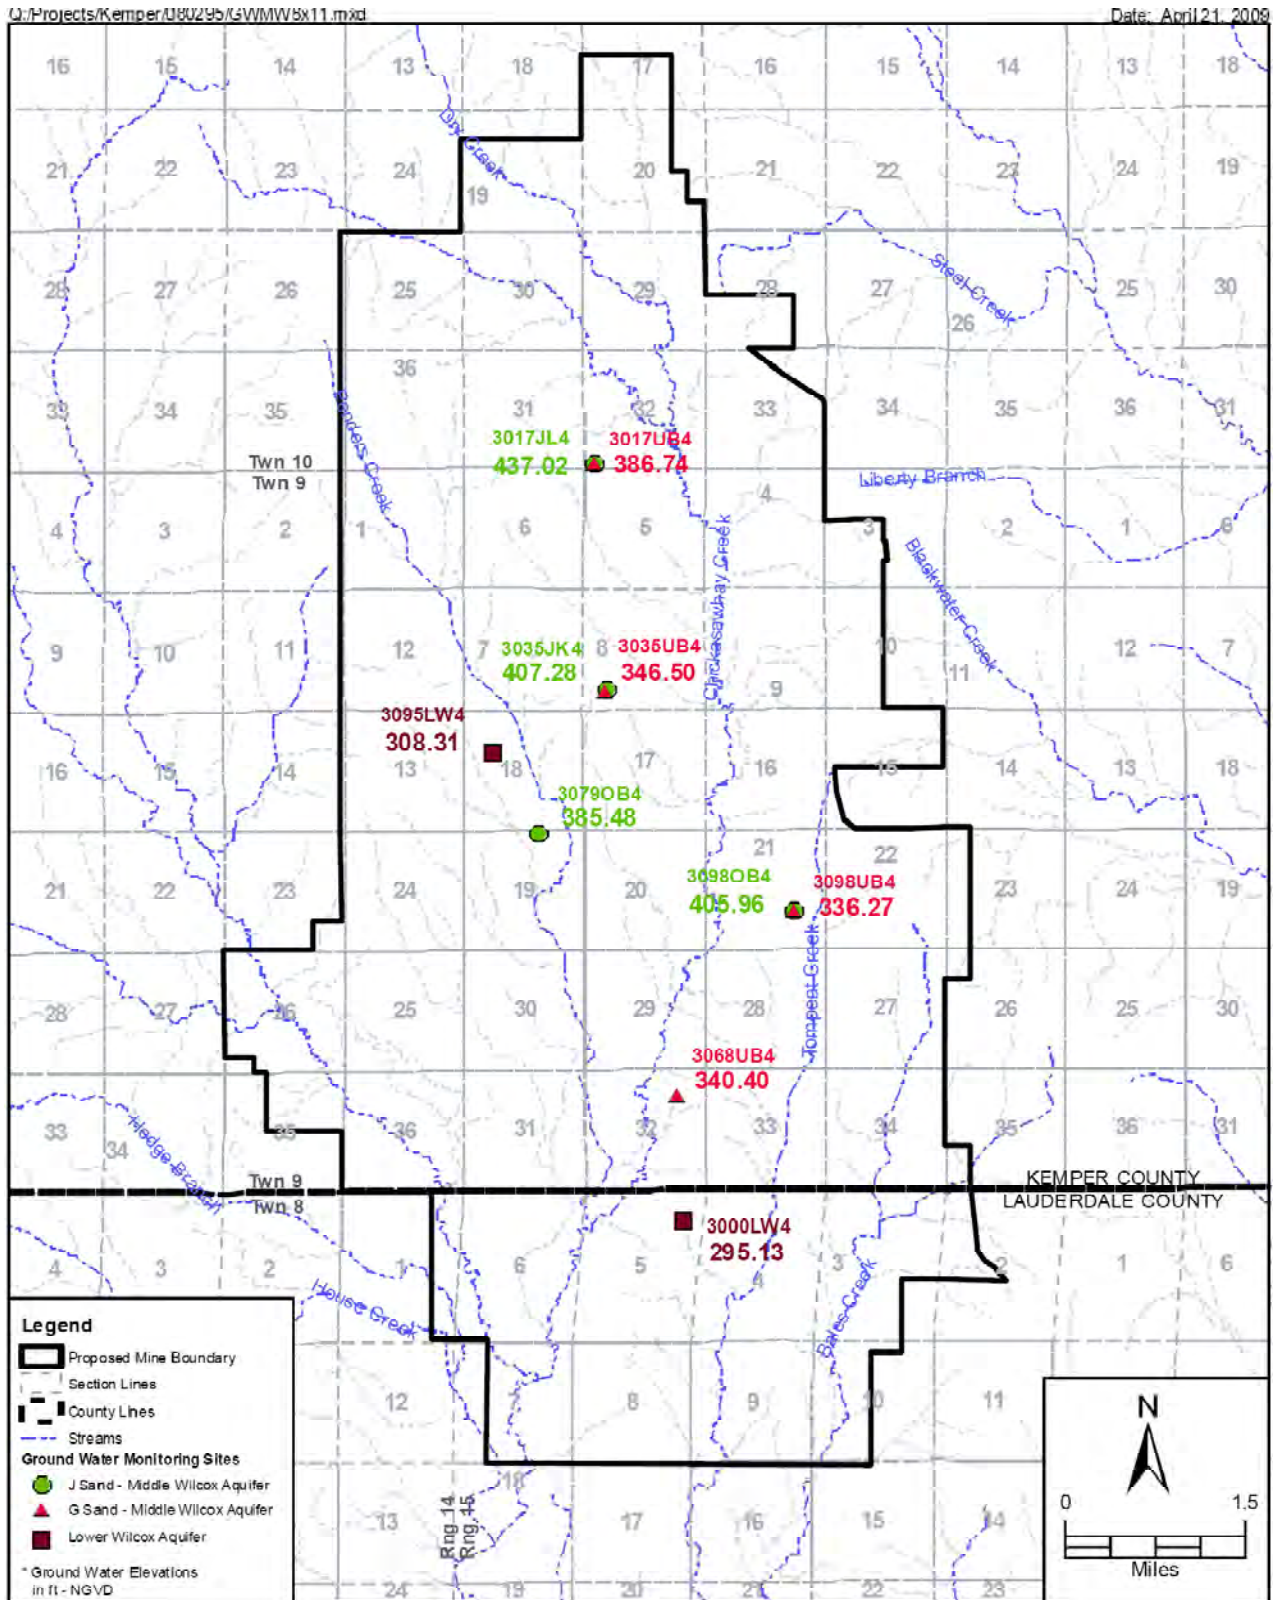 Q:/Projects/Kemper/080295/GWMW8x11.mxd
Date: April 21, 2009
16 15 14 13 18 17 16 15 14 13 18
Dry Creek
21 22 23 24 19 20 21 22 23 24 19
Steel Creek
28 27 26 25 30 29 28 27 26 25 30
36
33 34 35 31 32 33 34 35 36 31
Penders Creek
3017JL4 3017UB4
437.02 386.74
Twn 10
Twn 9
Liberty Branch
4 3 2 1 6 5 4 3 2 1 6
Chickasawhay Creek
Blackwater Creek
9 10 11 12 7 8 9 10 11 12 7
3035JK4 3035UB4
407.28 346.50
3095LW4
308.31
16 15 14 13 18 17 16 15 14 13 18
3079OB4
385.48
21 22 23 24 19 20 21 22 23 24 19
3098OB4 3098UB4
405.96 336.27
Tompeat Creek
28 27 26 25 30 29 28 27 26 25 30
3068UB4
340.40
33 34 35 36 31 32 33 34 35 36 31
Hodge Branch
Twn 9
Twn 8
KEMPER COUNTY
LAUDERDALE COUNTY
3000LW4
295.13
4 3 2 1 6 5 4 3 2 1 6
House Creek
Bales Creek
12 7 8 9 10 11
18
13 17 16 15 14
Rng 14
Rng 15
24 19 20 21 22 23
Legend
Proposed Mine Boundary
Section Lines
County Lines
Streams
Ground Water Monitoring Sites
J Sand - Middle Wilcox Aquifer
G Sand - Middle Wilcox Aquifer
Lower Wilcox Aquifer
* Ground Water Elevations
in ft - NGVD
N
0 1.5
Miles